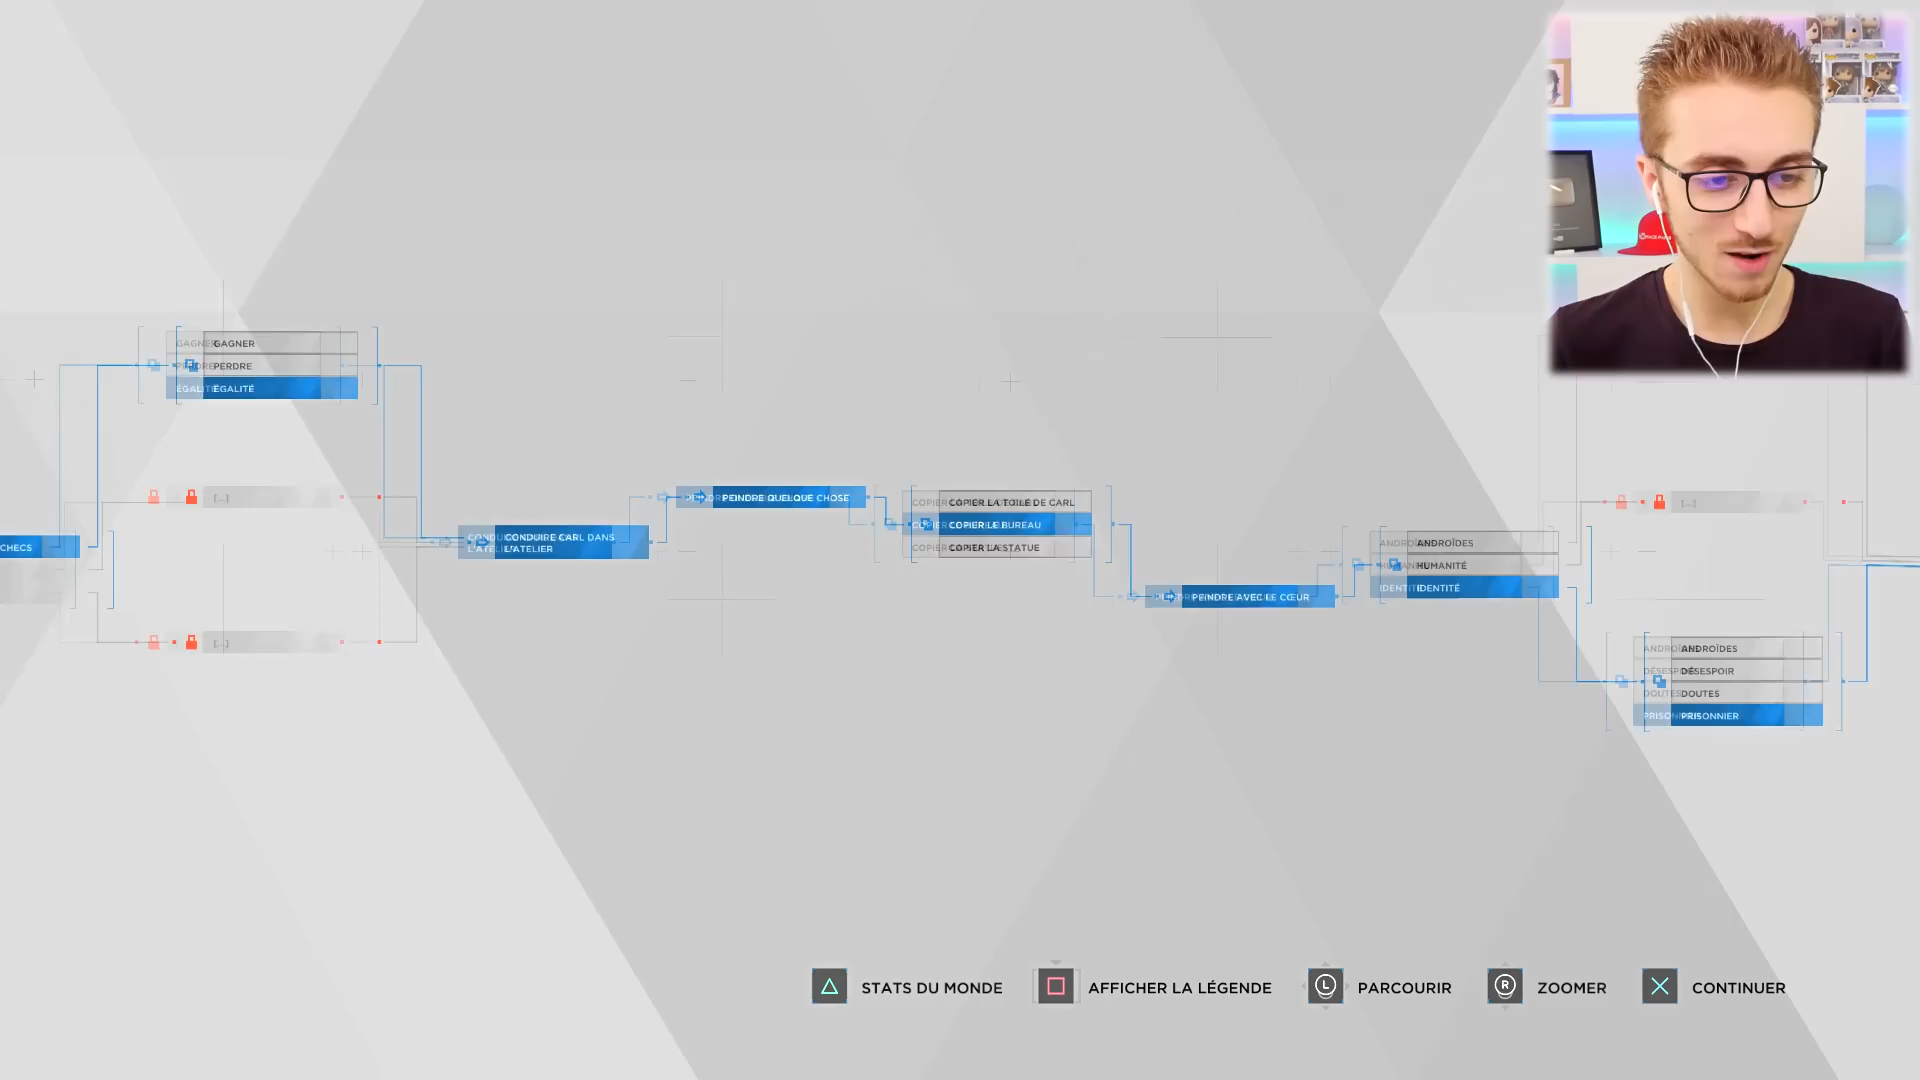 GAGNER
PERDRE
ÉGALITÉ
[...]
CHECS
[...]
CONDUIRE CARL DANS
L'ATELIER
PEINDRE QUELQUE CHOSE
COPIER LA TOILE DE CARL
COPIER LE BUREAU
COPIER LA STATUE
PEINDRE AVEC LE CŒUR
ANDROÏDES
HUMANITÉ
IDENTITÉ
[...]
ANDROÏDES
DÉSESPOIR
DOUTES
PRISONNIER
STATS DU MONDE
AFFICHER LA LÉGENDE
L
PARCOURIR
R
ZOOMER
CONTINUER